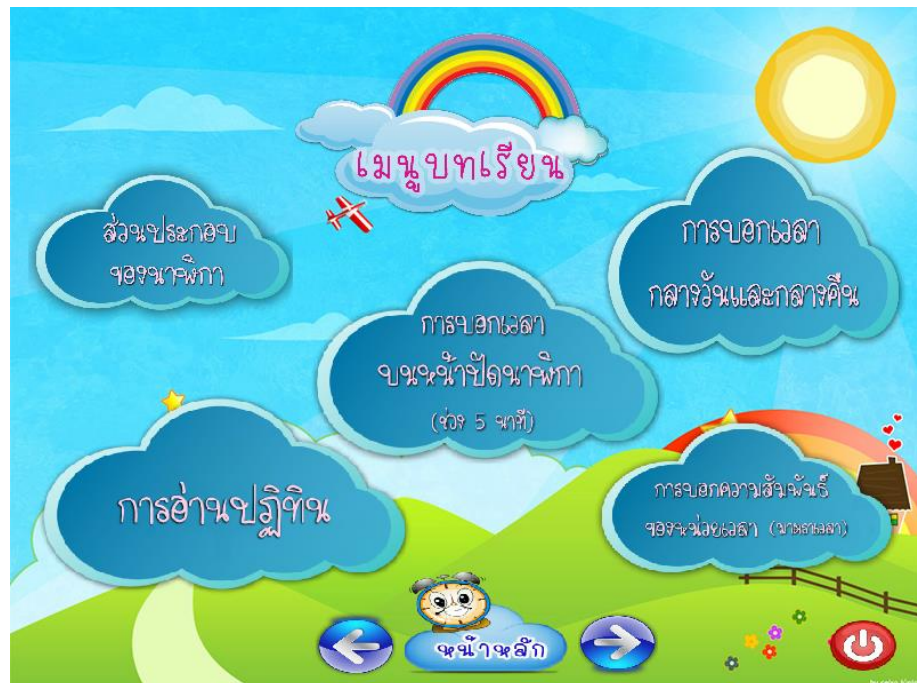 เมนูบทเรียน
ส่วนประกอบ
ของนาฬิกา
การบอกเวลา
กลางวันและกลางคืน
การบอกเวลา
บนหน้าปัดนาฬิกา
(ช่วง 5 นาที)
การอ่านปฏิทิน
การบอกความสัมพันธ์
ของหน่วยเวลา (มาตราเวลา)
หน้าหลัก